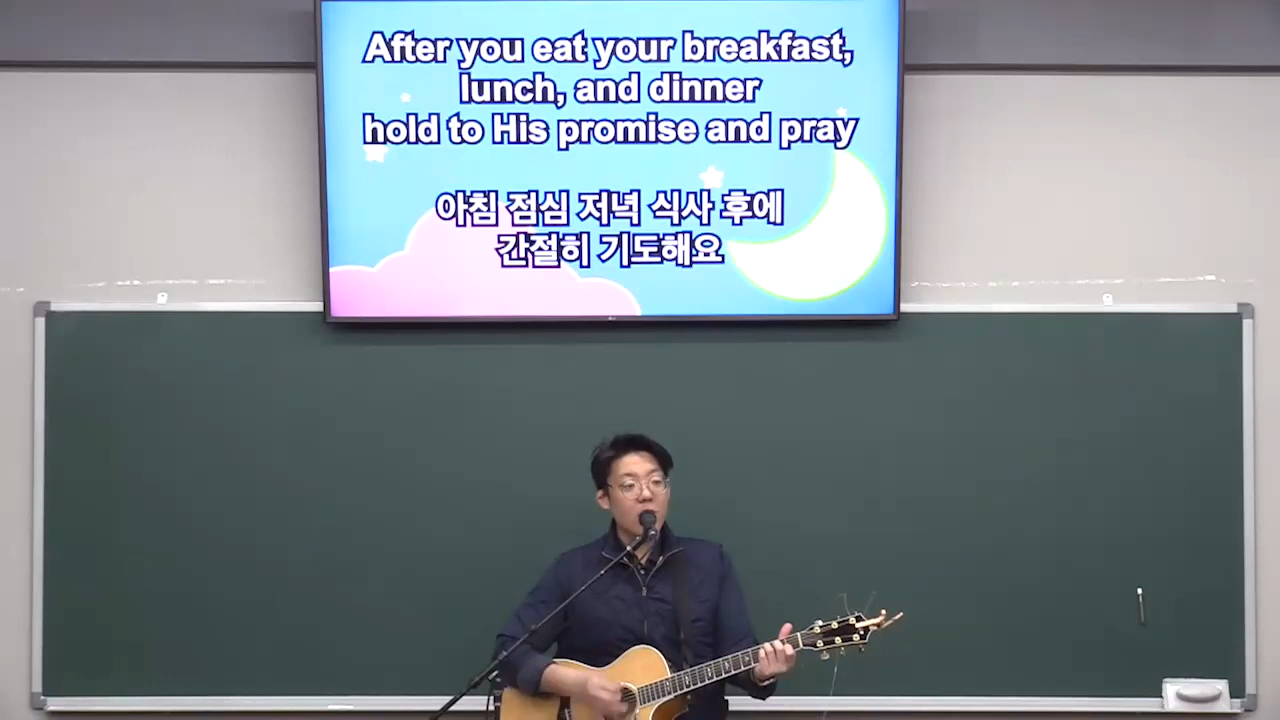 After you eat your breakfast,
lunch, and dinner
hold to His promise and pray
아침 점심 저녁 식사 후에
간절히 기도해요